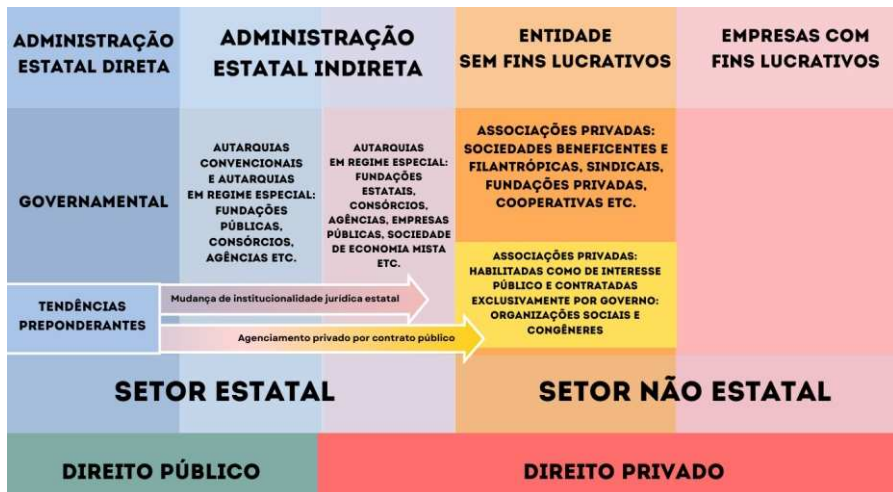 ADMINISTRAÇÃO
ESTATAL DIRETA
ADMINISTRAÇÃO
ESTATAL INDIRETA
ENTIDADE
SEM FINS LUCRATIVOS
EMPRESAS COM
FINS LUCRATIVOS
GOVERNAMENTAL
AUTARQUIAS
CONVENCIONAIS
E AUTARQUIAS
EM REGIME ESPECIAL:
FUNDAÇÕES
PÚBLICAS,
CONSÓRCIOS,
AGÊNCIAS ETC.
AUTARQUIAS
EM REGIME ESPECIAL:
FUNDAÇÕES
ESTATAIS,
CONSÓRCIOS,
AGÊNCIAS, EMPRESAS
PÚBLICAS, SOCIEDADE
DE ECONOMIA MISTA
ETC.
ASSOCIAÇÕES PRIVADAS:
SOCIEDADES BENEFICENTES E
FILANTRÓPICAS, SINDICAIS,
FUNDAÇÕES PRIVADAS,
COOPERATIVAS ETC.
ASSOCIAÇÕES PRIVADAS:
HABILITADAS COMO DE INTERESSE
PÚBLICO E CONTRATADAS
EXCLUSIVAMENTE POR GOVERNO:
ORGANIZAÇÕES SOCIAIS E
CONGÊNERES
TENDÊNCIAS
PREPONDERANTES
Mudança de institucionalidade jurídica estatal
Agenciamento privado por contrato público
SETOR ESTATAL
SETOR NÃO ESTATAL
DIREITO PÚBLICO
DIREITO PRIVADO